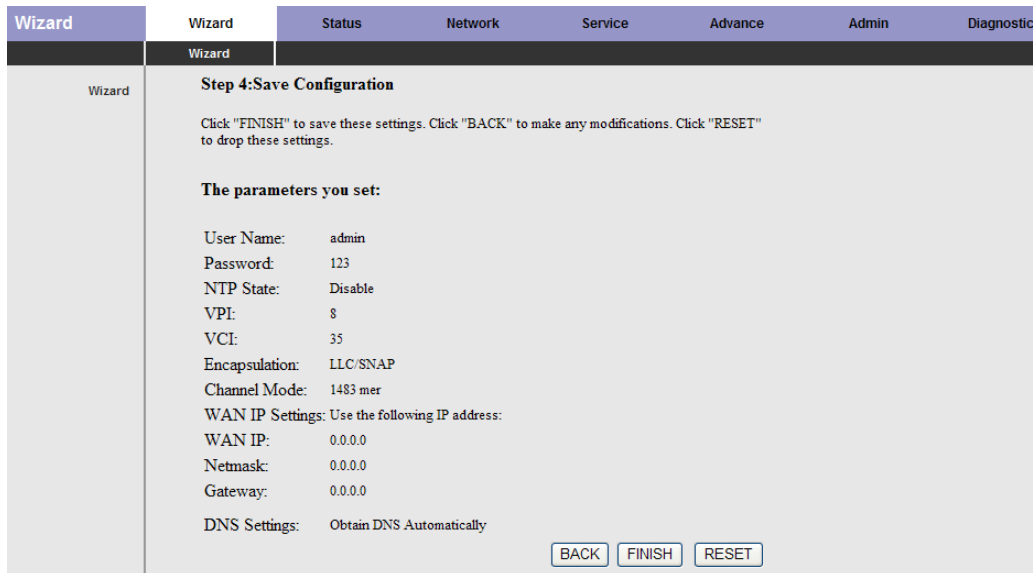 Wizard
Wizard Status Network Service Advance Admin Diagnostic
Wizard
Wizard
Step 4:Save Configuration
Click "FINISH" to save these settings. Click "BACK" to make any modifications. Click "RESET"
to drop these settings.
The parameters you set:
User Name: admin
Password: 123
NTP State: Disable
VPI: 8
VCI: 35
Encapsulation: LLC/SNAP
Channel Mode: 1483 mer
WAN IP Settings: Use the following IP address:
WAN IP: 0.0.0.0
Netmask: 0.0.0.0
Gateway: 0.0.0.0
DNS Settings: Obtain DNS Automatically
BACK FINISH RESET